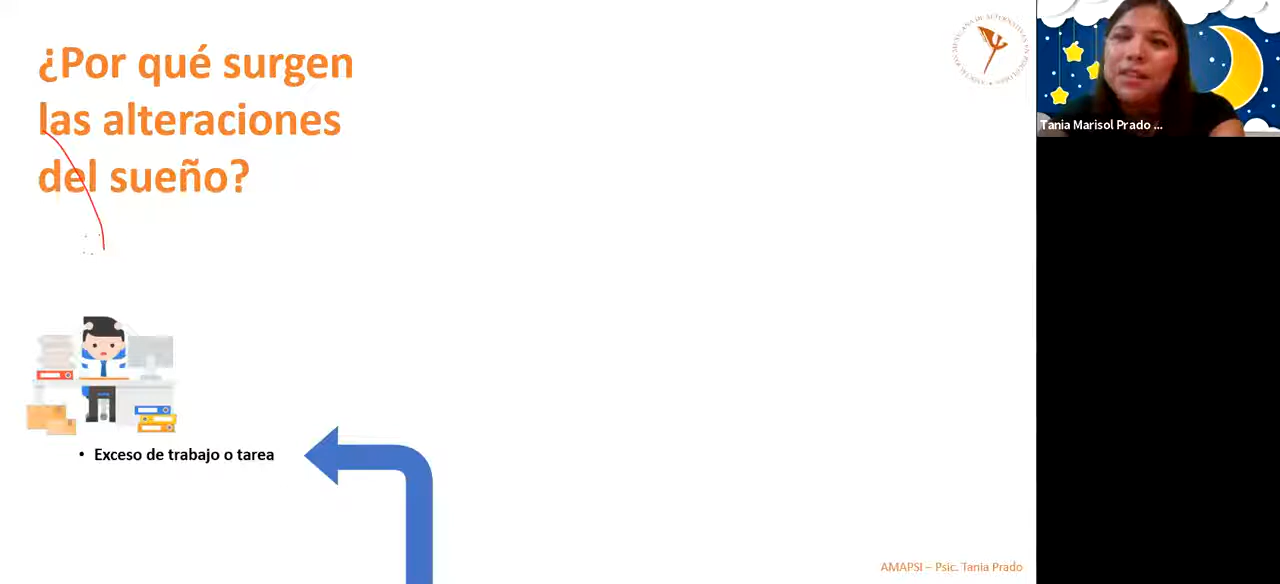 ¿Por qué surgen
las alteraciones
del sueño?
Tania Marisol Prado ...
• Exceso de trabajo o tarea
AMAPSI – Psic. Tania Prado